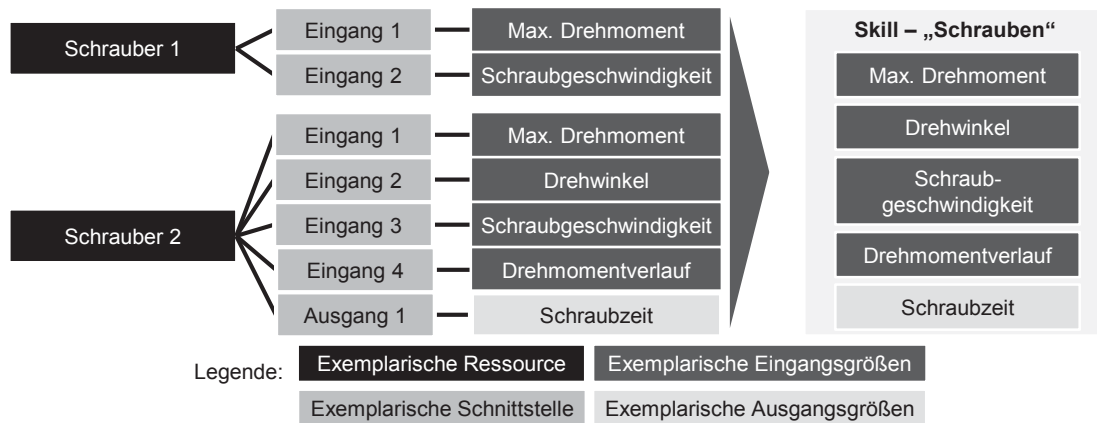 Schrauber 1
Eingang 1
Max. Drehmoment
Eingang 2
Schraubgeschwindigkeit
Schrauber 2
Eingang 1
Max. Drehmoment
Eingang 2
Drehwinkel
Eingang 3
Schraubgeschwindigkeit
Eingang 4
Drehmomentverlauf
Ausgang 1
Schraubzeit
Skill – „Schrauben“
Max. Drehmoment
Drehwinkel
Schraub-
geschwindigkeit
Drehmomentverlauf
Schraubzeit
Legende:
Exemplarische Ressource
Exemplarische Eingangsgrößen
Exemplarische Schnittstelle
Exemplarische Ausgangsgrößen